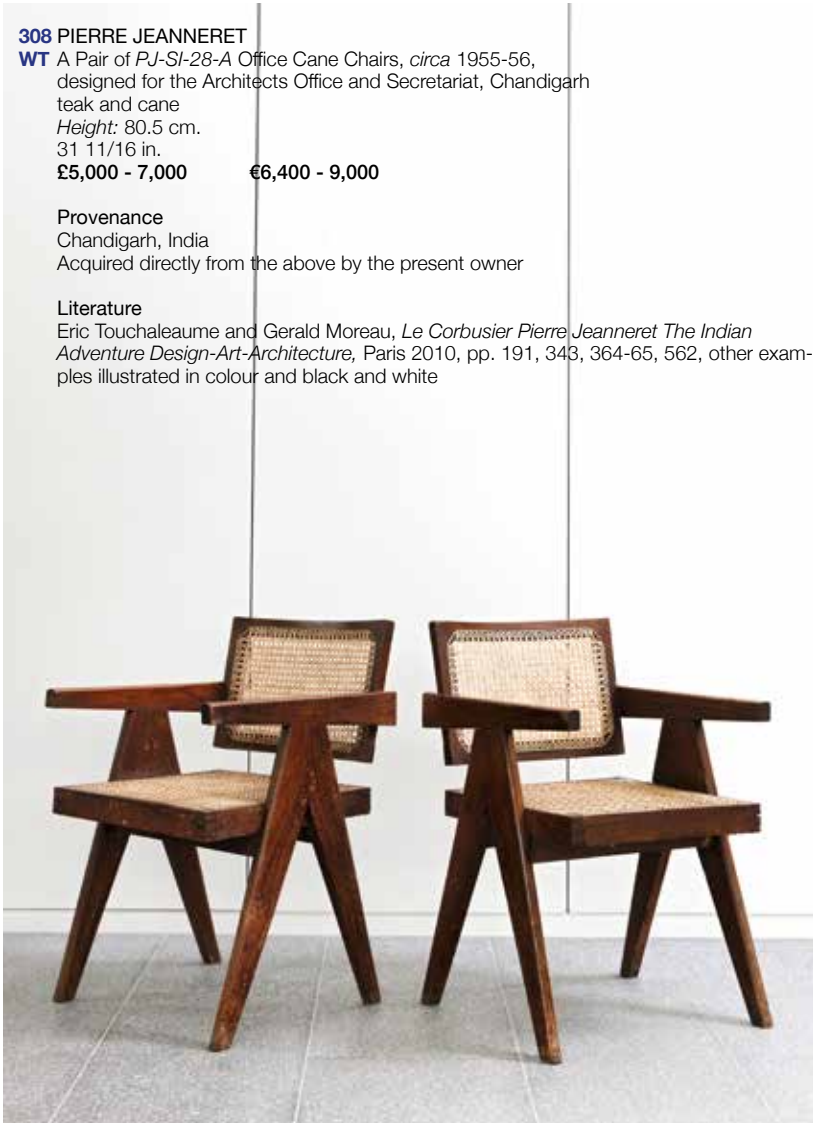 308 PIERRE JEANNERET
WT A Pair of PJ-SI-28-A Office Cane Chairs, circa 1955-56,
designed for the Architects Office and Secretariat, Chandigarh
teak and cane
Height: 80.5 cm.
31 11/16 in.
£5,000 - 7,000 €6,400 - 9,000
Provenance
Chandigarh, India
Acquired directly from the above by the present owner
Literature
Eric Touchaleaume and Gerald Moreau, Le Corbusier Pierre Jeanneret The Indian
Adventure Design-Art-Architecture, Paris 2010, pp. 191, 343, 364-65, 562, other exam-
ples illustrated in colour and black and white